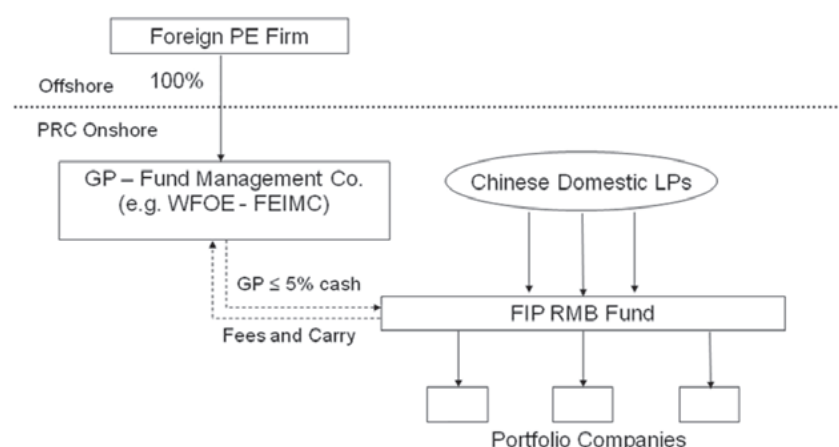 Foreign PE Firm
100%
Offshore
PRC Onshore
GP – Fund Management Co.
(e.g. WFOE - FEIMC)
Chinese Domestic LPs
GP ≤ 5% cash
FIP RMB Fund
Fees and Carry
Portfolio Companies